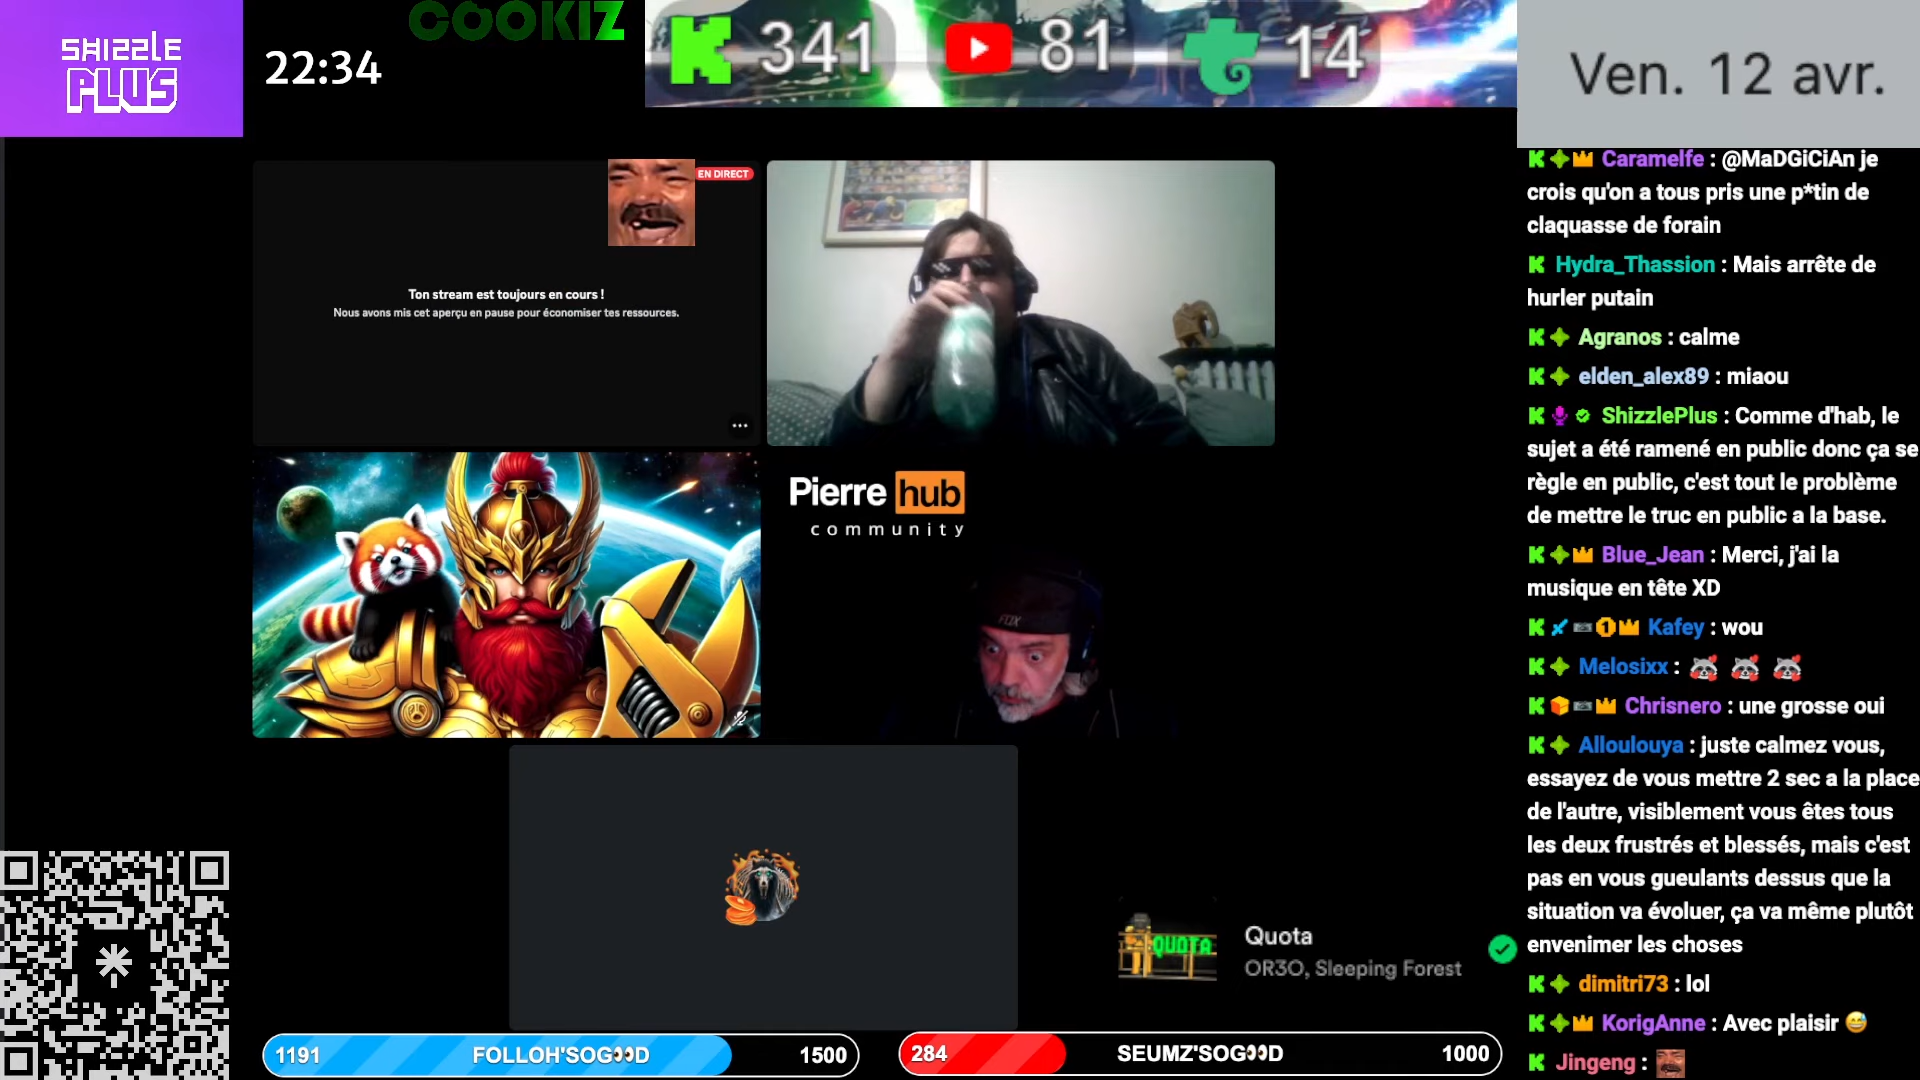 SHIZZLE
PLUS
22:34
COOKIZ
341
81
14
Ven. 12 avr.
EN DIRECT
Ton stream est toujours en cours !
Nous avons mis cet aperçu en pause pour économiser tes ressources.
Pierre hub
community
FOX
QUOTA
Quota
OR3O, Sleeping Forest
1191 FOLLOH'SOG👀D 1500
284 SEUMZ'SOG👀D 1000
Caramelfe : @MaDGiCiAn je
crois qu'on a tous pris une p*tin de
claquasse de forain
Hydra_Thassion : Mais arrête de
hurler putain
Agranos : calme
elden_alex89 : miaou
ShizzlePlus : Comme d'hab, le
sujet a été ramené en public donc ça se
règle en public, c'est tout le problème
de mettre le truc en public a la base.
Blue_Jean : Merci, j'ai la
musique en tête XD
Kafey : wou
Melosixx :
Chrisnero : une grosse oui
Alloulouya : juste calmez vous,
essayez de vous mettre 2 sec a la place
de l'autre, visiblement vous êtes tous
les deux frustrés et blessés, mais c'est
pas en vous gueulants dessus que la
situation va évoluer, ça va même plutôt
envenimer les choses
dimitri73 : lol
KorigAnne : Avec plaisir 😅
Jingeng :